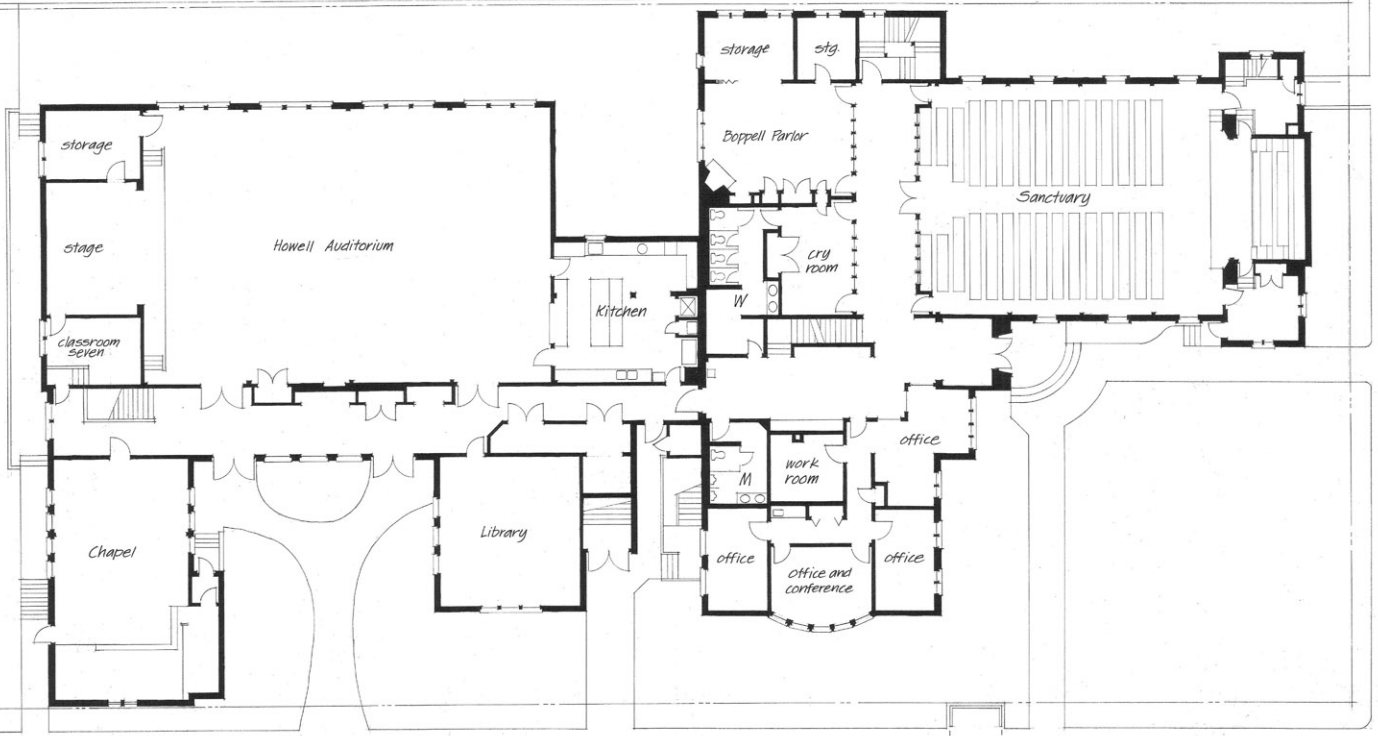 storage
stg.
storage
Boppell Parlor
Sanctuary
stage
Howell Auditorium
cry
room
Kitchen
W
classroom
seven
office
work
room
M
Library
Chapel
office
office and
conference
office